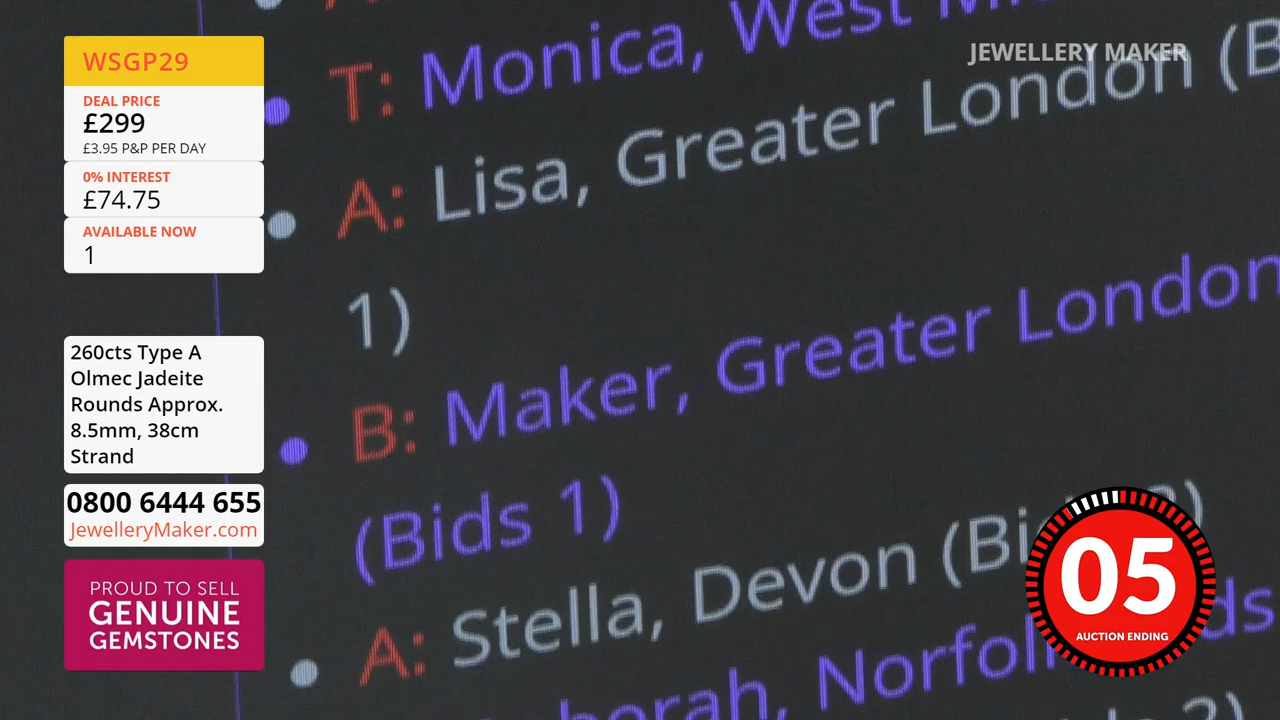 WSGP29
DEAL PRICE
£299
£3.95 P&P PER DAY
0% INTEREST
£74.75
AVAILABLE NOW
1
260cts Type A
Olmec Jadeite
Rounds Approx.
8.5mm, 38cm
Strand
0800 6444 655
JewelleryMaker.com
PROUD TO SELL
GENUINE
GEMSTONES
JEWELLERY MAKER
T: Monica, West
A: Lisa, Greater London
1)
B: Maker, Greater London
(Bids 1)
A: Stella, Devon
Norfolk
05
AUCTION ENDING